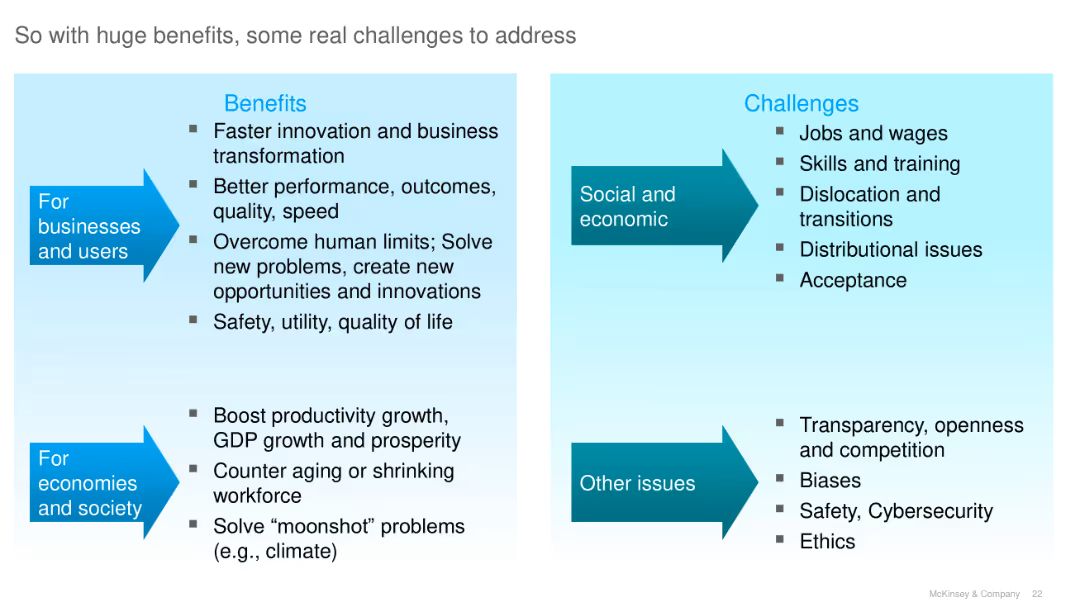 So with huge benefits, some real challenges to address
Benefits
For
businesses
and users
▪ Faster innovation and business
transformation
▪ Better performance, outcomes,
quality, speed
▪ Overcome human limits; Solve
new problems, create new
opportunities and innovations
▪ Safety, utility, quality of life
For
economies
and society
▪ Boost productivity growth,
GDP growth and prosperity
▪ Counter aging or shrinking
workforce
▪ Solve “moonshot” problems
(e.g., climate)
Challenges
Social and
economic
▪ Jobs and wages
▪ Skills and training
▪ Dislocation and
transitions
▪ Distributional issues
▪ Acceptance
Other issues
▪ Transparency, openness
and competition
▪ Biases
▪ Safety, Cybersecurity
▪ Ethics
McKinsey & Company 22